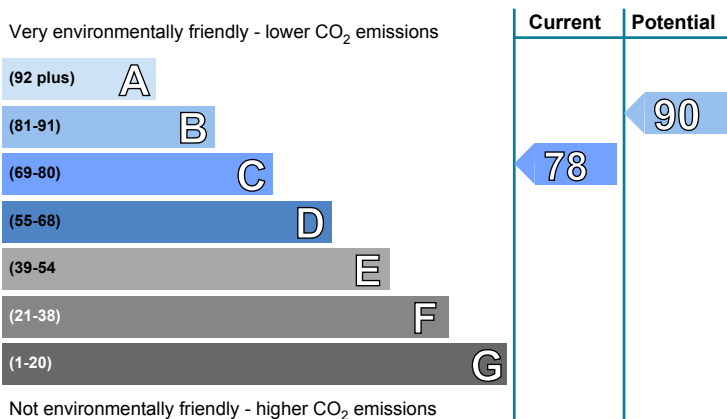 Very environmentally friendly - lower CO2 emissions
Current Potential
(92 plus) A
(81-91) B
90
(69-80) C
78
(55-68) D
(39-54 E
(21-38) F
(1-20) G
Not environmentally friendly - higher CO2 emissions